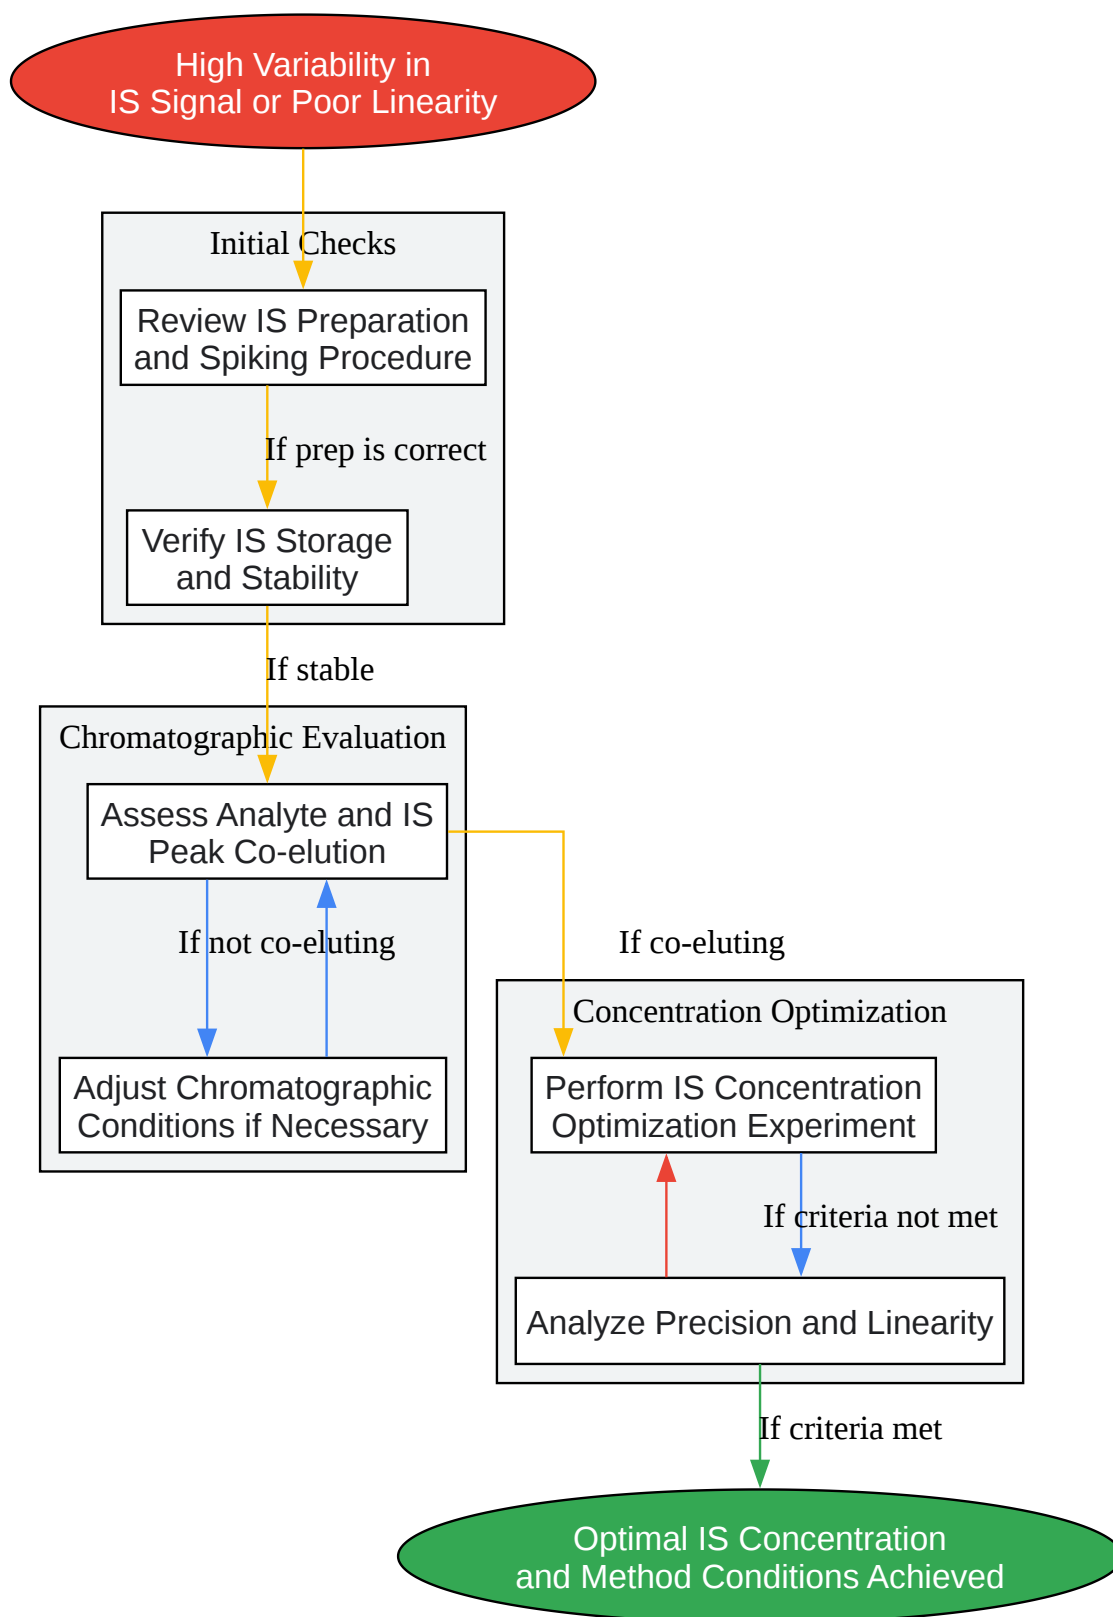 High Variability in
IS Signal or Poor Linearity
Initial Checks
Review IS Preparation
and Spiking Procedure
If prep is correct
Verify IS Storage
and Stability
If stable
Chromatographic Evaluation
Assess Analyte and IS
Peak Co-elution
If not co-eluting
If co-eluting
Adjust Chromatographic
Conditions if Necessary
Concentration Optimization
Perform IS Concentration
Optimization Experiment
If criteria not met
Analyze Precision and Linearity
If criteria met
Optimal IS Concentration
and Method Conditions Achieved